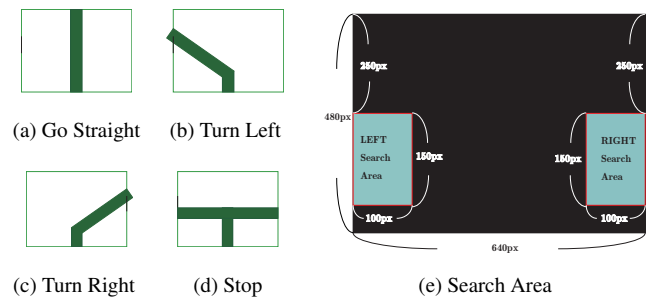 (a) Go Straight
(b) Turn Left
(c) Turn Right
(d) Stop
250px
250px
480px
LEFT
Search
Area
150px
150px
RIGHT
Search
Area
100px
100px
640px
(e) Search Area